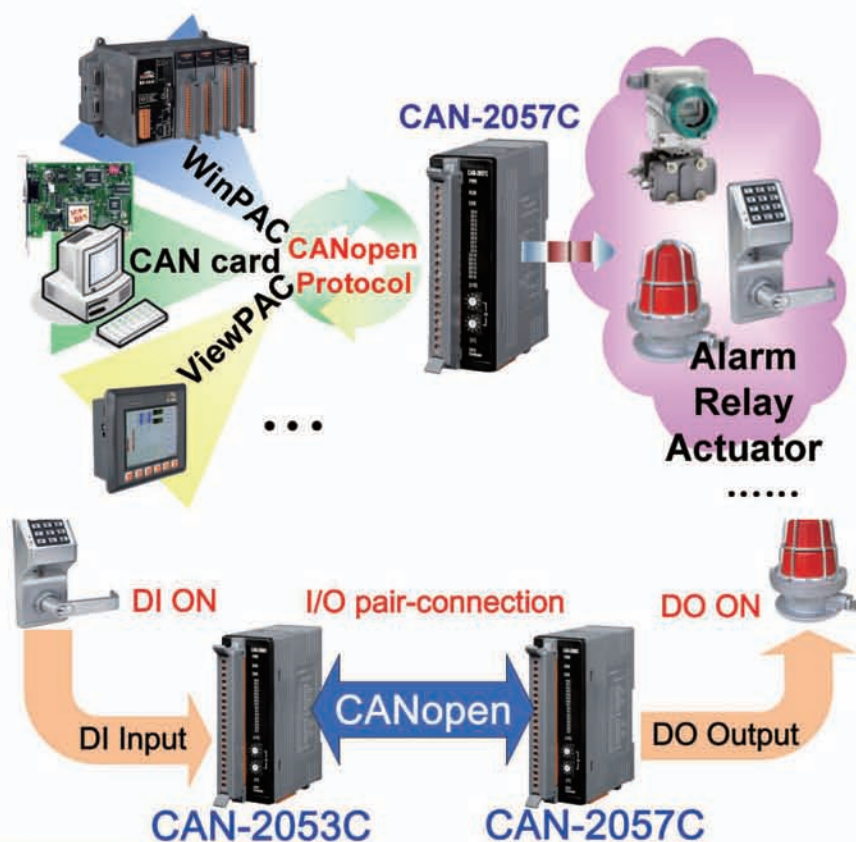 CAN-2057C
WinPAC
CAN card
CANopen
Protocol
ViewPAC
...
Alarm
Relay
Actuator
......
DI ON
I/O pair-connection
DO ON
DI Input
CANopen
DO Output
CAN-2053C
CAN-2057C